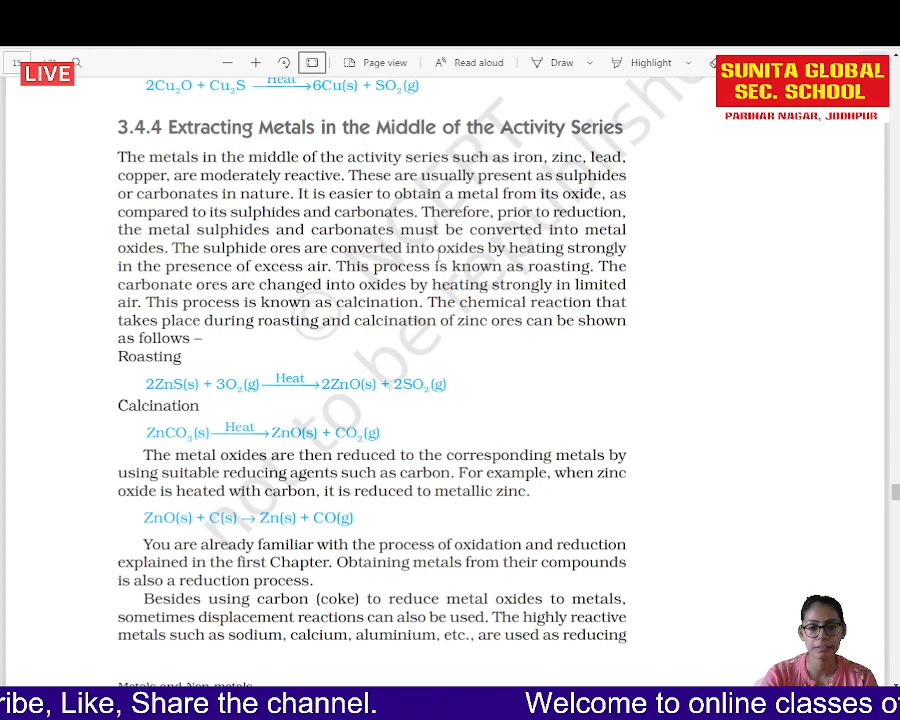 15
Page view
Read aloud
Draw
Highlight
LIVE
SUNITA GLOBAL
SEC. SCHOOL
PARIHAR NAGAR, JODHPUR
2Cu₂O + Cu₂S —Heat→ 6Cu(s) + SO₂(g)
3.4.4 Extracting Metals in the Middle of the Activity Series
The metals in the middle of the activity series such as iron, zinc, lead,
copper, are moderately reactive. These are usually present as sulphides
or carbonates in nature. It is easier to obtain a metal from its oxide, as
compared to its sulphides and carbonates. Therefore, prior to reduction,
the metal sulphides and carbonates must be converted into metal
oxides. The sulphide ores are converted into oxides by heating strongly
in the presence of excess air. This process is known as roasting. The
carbonate ores are changed into oxides by heating strongly in limited
air. This process is known as calcination. The chemical reaction that
takes place during roasting and calcination of zinc ores can be shown
as follows –
Roasting
2ZnS(s) + 3O₂(g) —Heat→ 2ZnO(s) + 2SO₂(g)
Calcination
ZnCO₃(s) —Heat→ ZnO(s) + CO₂(g)
The metal oxides are then reduced to the corresponding metals by
using suitable reducing agents such as carbon. For example, when zinc
oxide is heated with carbon, it is reduced to metallic zinc.
ZnO(s) + C(s) → Zn(s) + CO(g)
You are already familiar with the process of oxidation and reduction
explained in the first Chapter. Obtaining metals from their compounds
is also a reduction process.
Besides using carbon (coke) to reduce metal oxides to metals,
sometimes displacement reactions can also be used. The highly reactive
metals such as sodium, calcium, aluminium, etc., are used as reducing
Metals and Non-metals
© NCERT
not to be republished
ribe, Like, Share the channel.
Welcome to online classes of